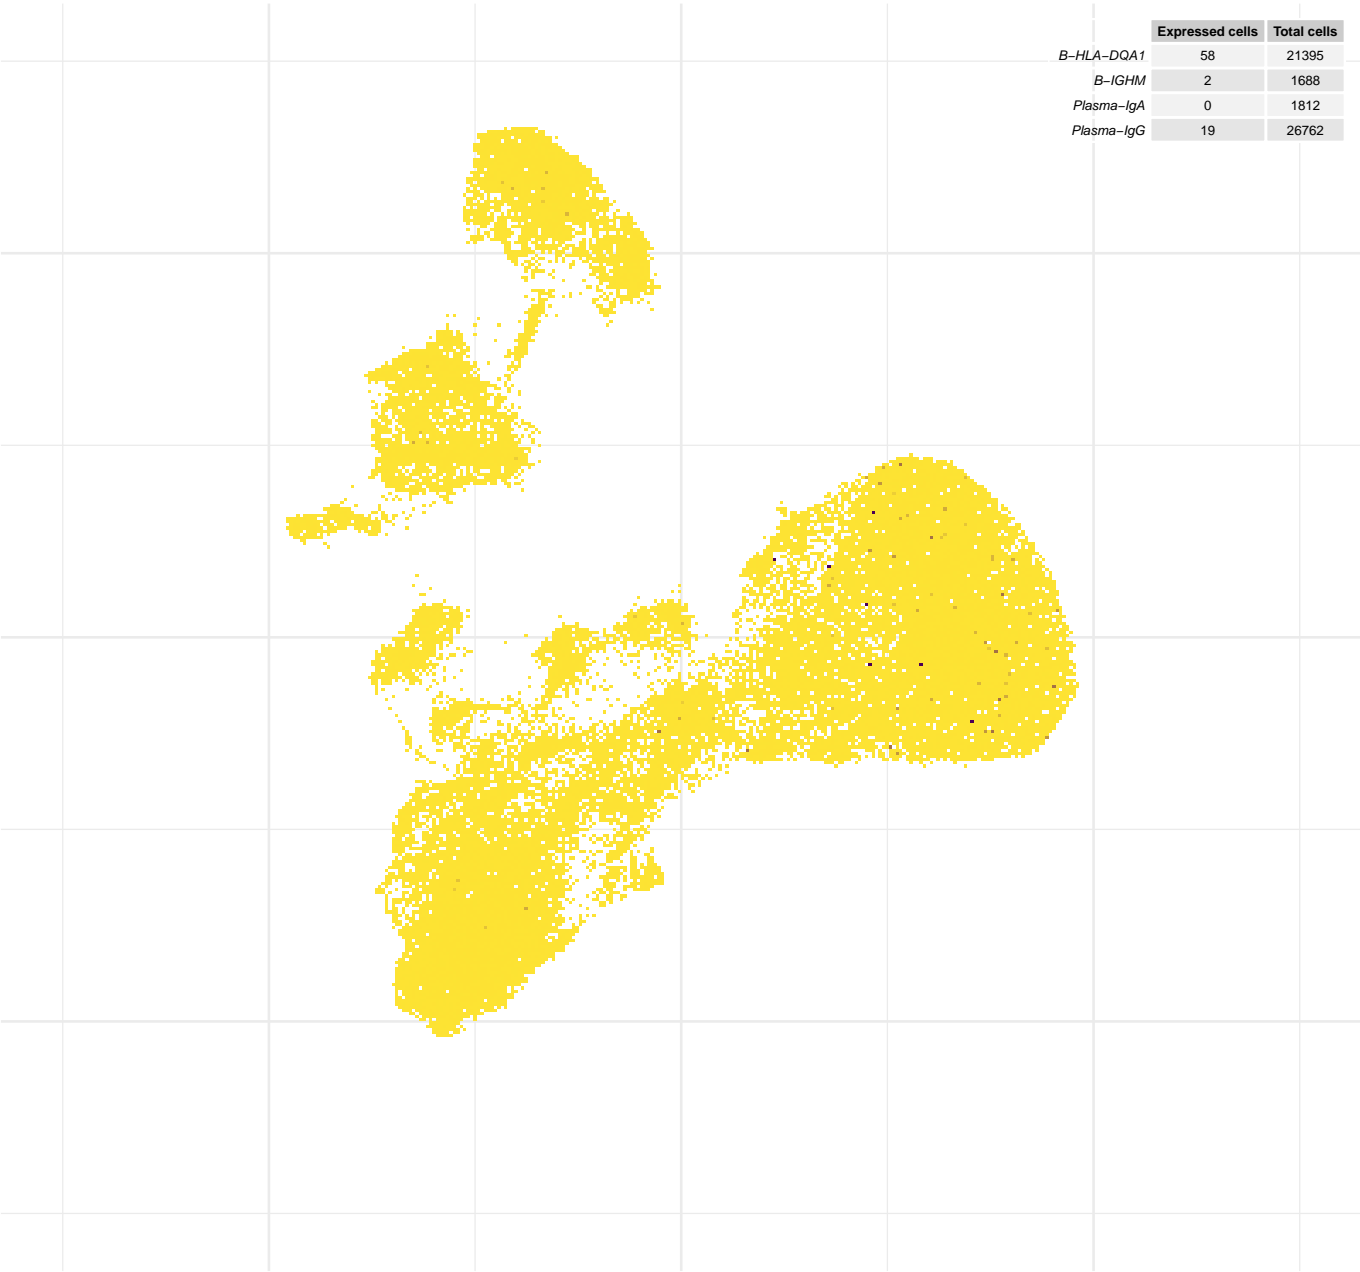 Expressed cells Total cells
B−HLA−DQA1 58 21395
B−IGHM 2 1688
Plasma−IgA 0 1812
Plasma−IgG 19 26762